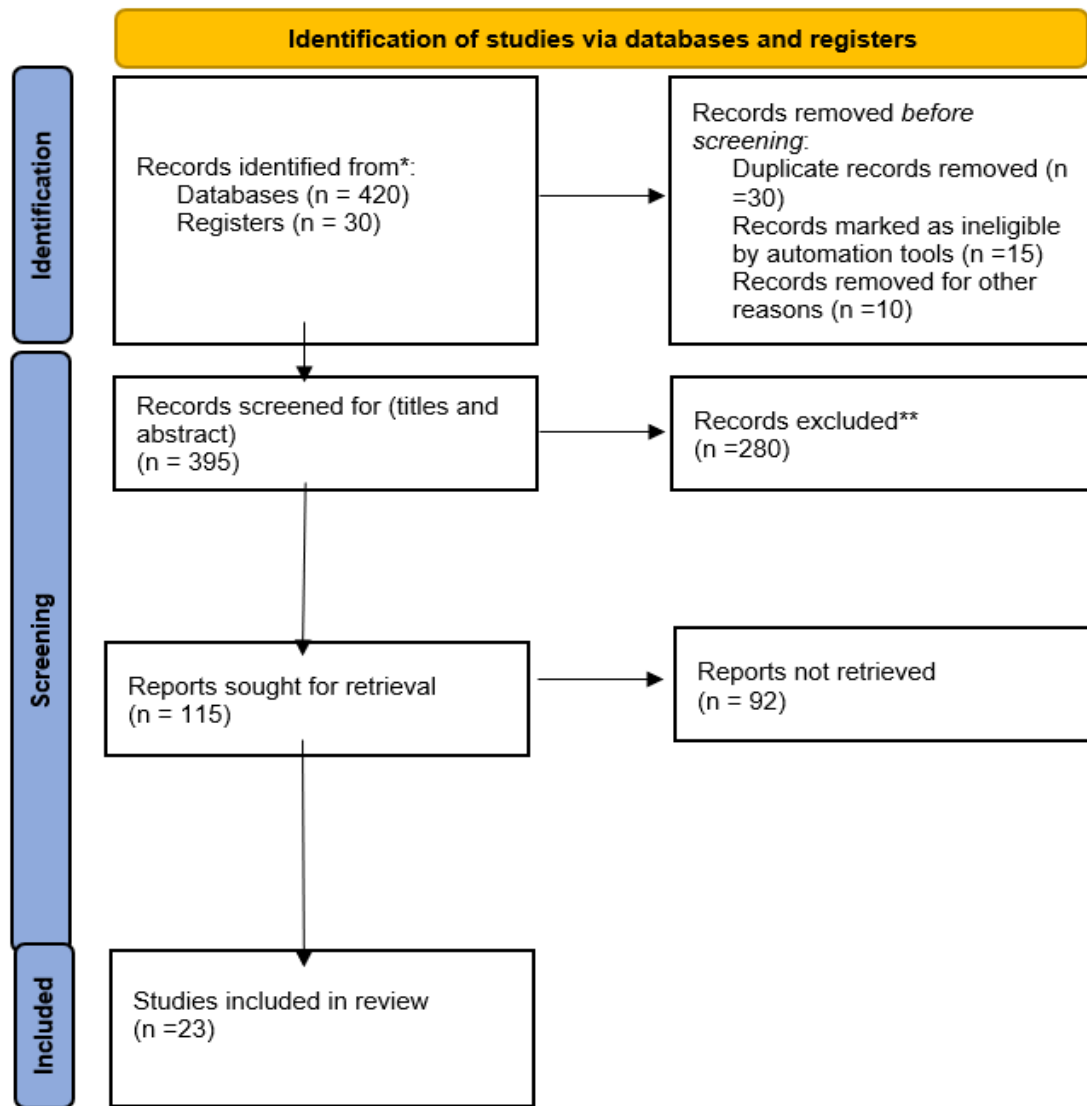 Identification of studies via databases and registers
Identification
Records identified from*:
Databases (n = 420)
Registers (n = 30)
Records removed before
screening:
Duplicate records removed (n
=30)
Records marked as ineligible
by automation tools (n =15)
Records removed for other
reasons (n =10)
Screening
Records screened for (titles and
abstract)
(n = 395)
Records excluded**
(n =280)
Reports sought for retrieval
(n = 115)
Reports not retrieved
(n = 92)
Included
Studies included in review
(n =23)